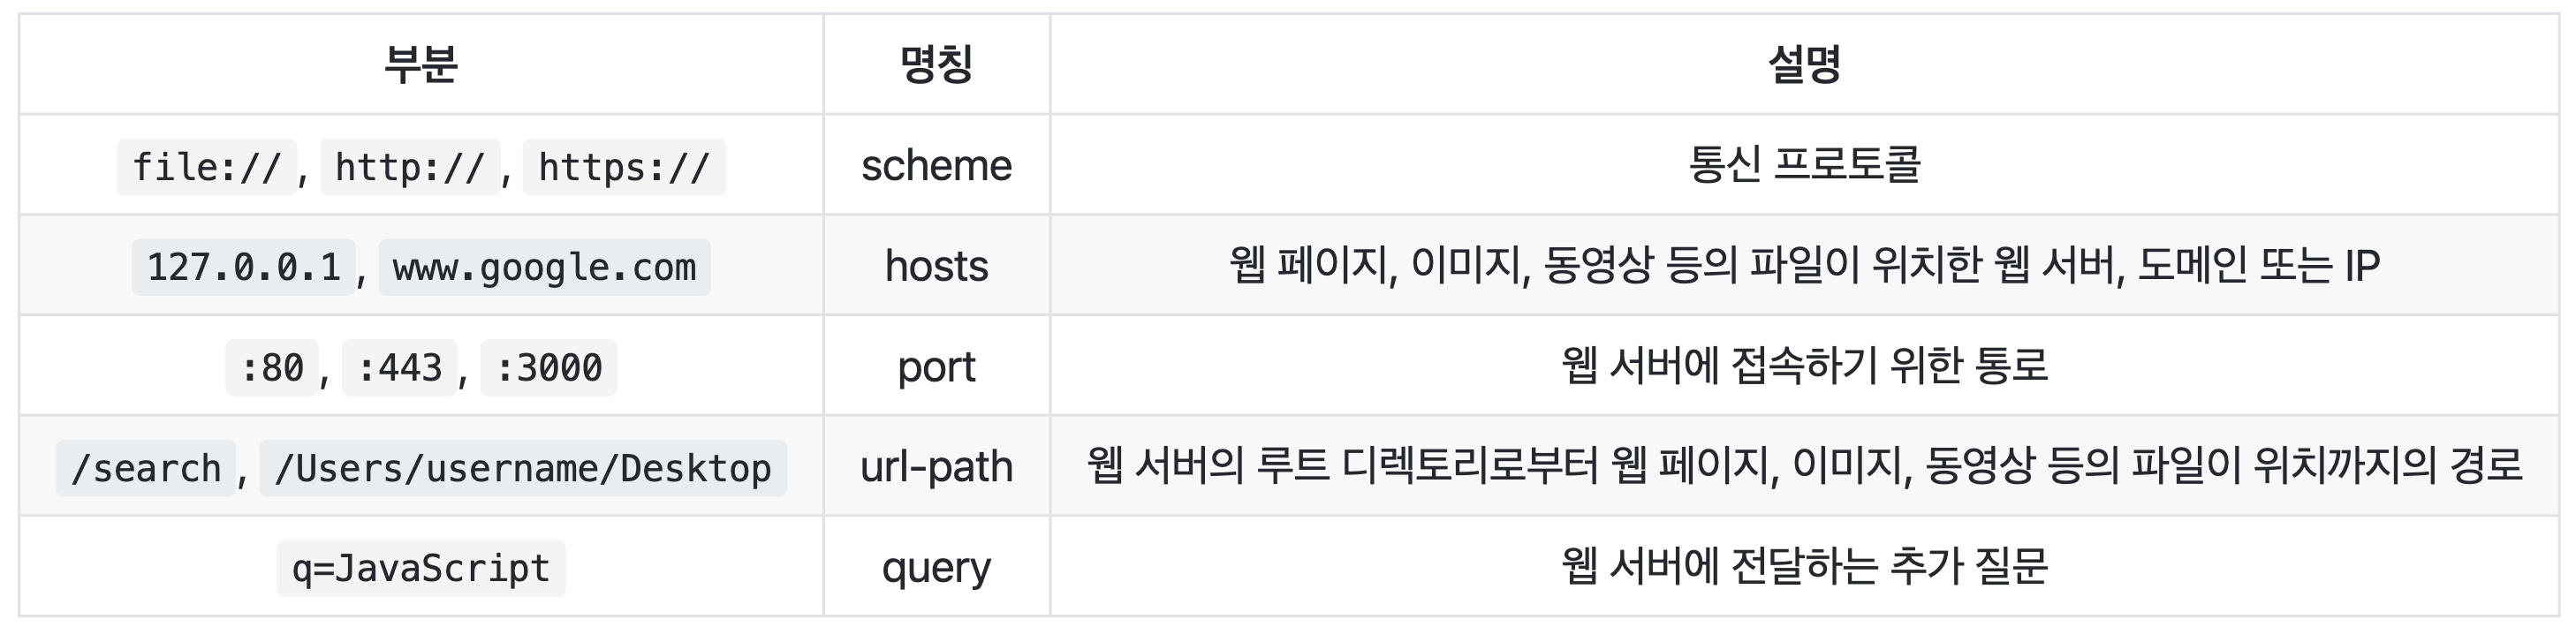 부분 명칭 설명
file://, http://, https:// scheme 통신 프로토콜
127.0.0.1, www.google.com hosts 웹 페이지, 이미지, 동영상 등의 파일이 위치한 웹 서버, 도메인 또는 IP
:80, :443, :3000 port 웹 서버에 접속하기 위한 통로
/search, /Users/username/Desktop url-path 웹 서버의 루트 디렉토리로부터 웹 페이지, 이미지, 동영상 등의 파일이 위치까지의 경로
q=JavaScript query 웹 서버에 전달하는 추가 질문